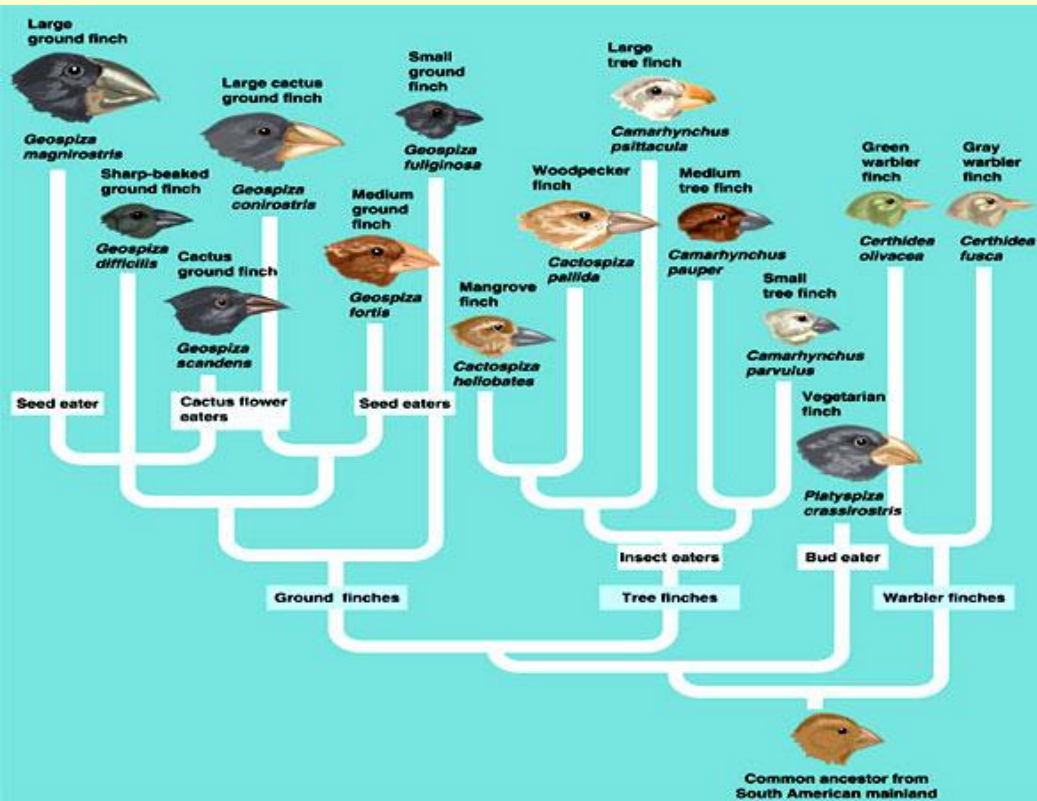 Large
ground finch
Geospiza
magnirostris
Sharp-beaked
ground finch
Geospiza
difficilis
Large cactus
ground finch
Geospiza
conirostris
Cactus
ground finch
Geospiza
scandens
Small
ground
finch
Geospiza
fuliginosa
Medium
ground
finch
Geospiza
fortis
Mangrove
finch
Cactospiza
heliobates
Woodpecker
finch
Cactospiza
pallida
Large
tree finch
Camarhynchus
psittacula
Medium
tree finch
Camarhynchus
pauper
Small
tree finch
Camarhynchus
parvulus
Vegetarian
finch
Platyspiza
crassirostris
Green
warbler
finch
Certhidea
olivacea
Gray
warbler
finch
Certhidea
fusca
Seed eater
Cactus flower
eaters
Seed eaters
Insect eaters
Bud eater
Ground finches
Tree finches
Warbler finches
Common ancestor from
South American mainland